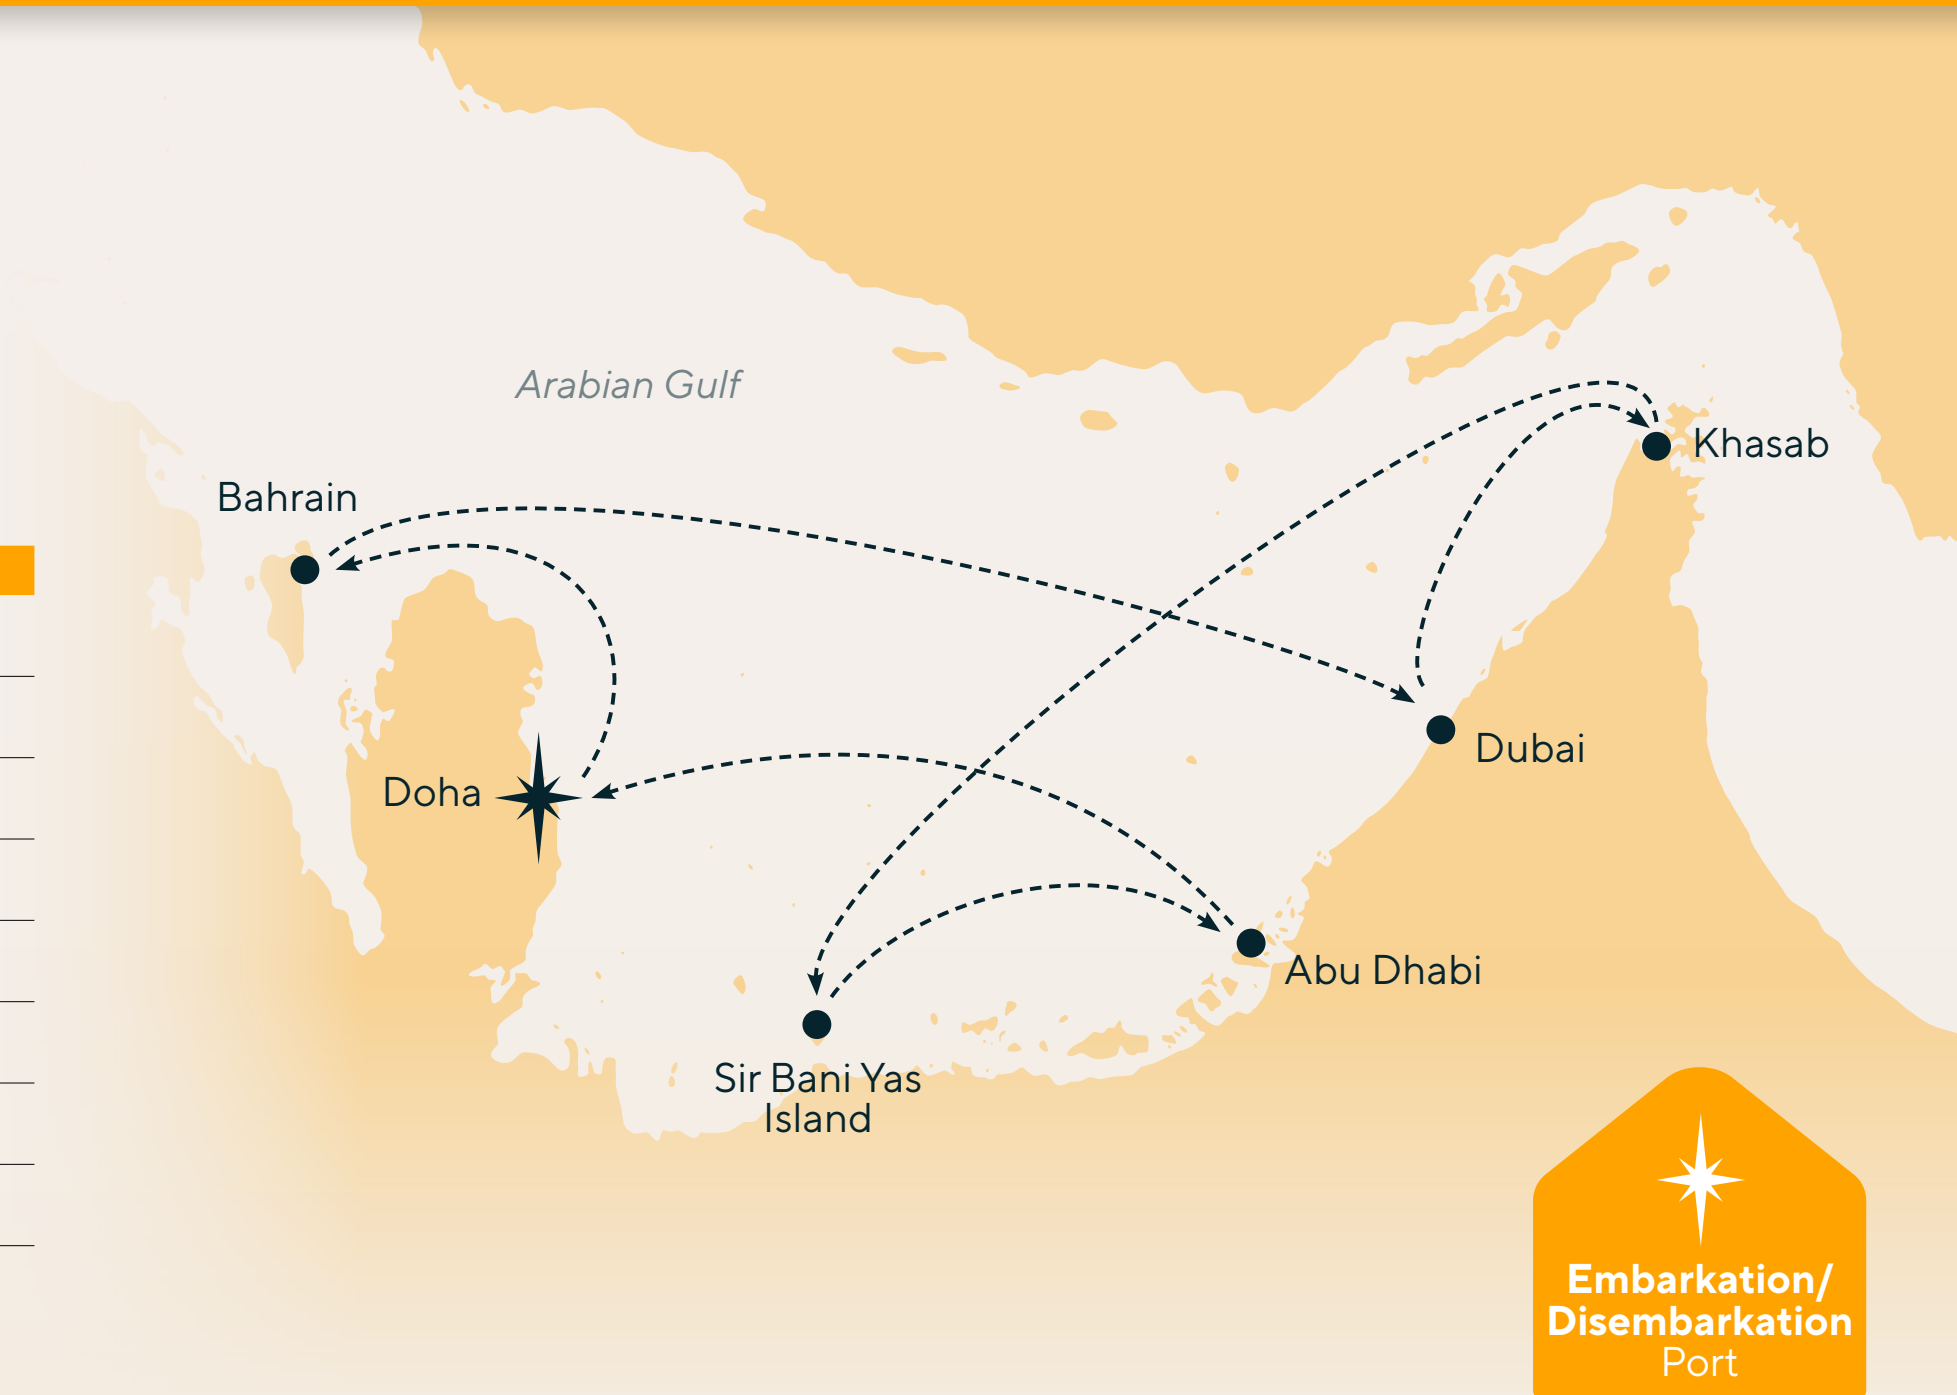 Arabian Gulf
Khasab
Bahrain
Dubai
Doha
Abu Dhabi
Sir Bani Yas
Island
Embarkation/
Disembarkation
Port